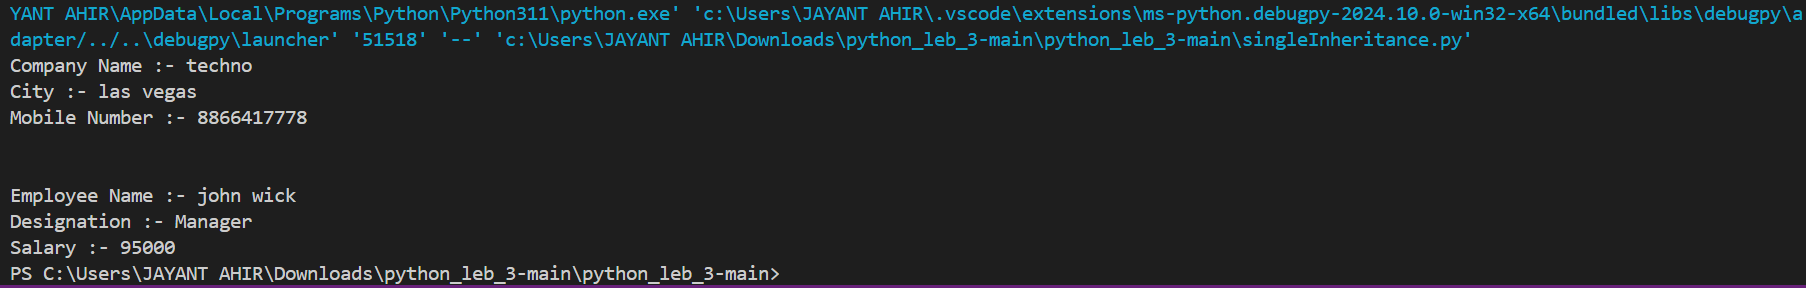 YANT AHIR\AppData\Local\Programs\Python\Python311\python.exe' 'c:\Users\JAYANT AHIR\.vscode\extensions\ms-python.debugpy-2024.10.0-win32-x64\bundled\libs\debugpy\a
dapter/../..\debugpy\launcher' '51518' '--' 'c:\Users\JAYANT AHIR\Downloads\python_leb_3-main\python_leb_3-main\singleInheritance.py'
Company Name :- techno
City :- las vegas
Mobile Number :- 8866417778
Employee Name :- john wick
Designation :- Manager
Salary :- 95000
PS C:\Users\JAYANT AHIR\Downloads\python_leb_3-main\python_leb_3-main>